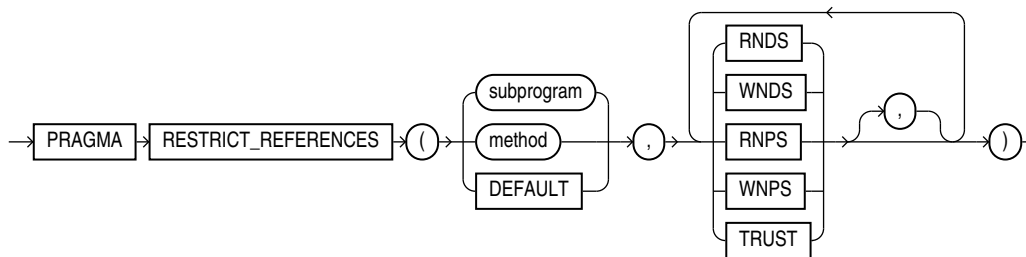 PRAGMA RESTRICT_REFERENCES ( subprogram , RNDS
method WNDS
DEFAULT RNPS , )
WNPS
TRUST